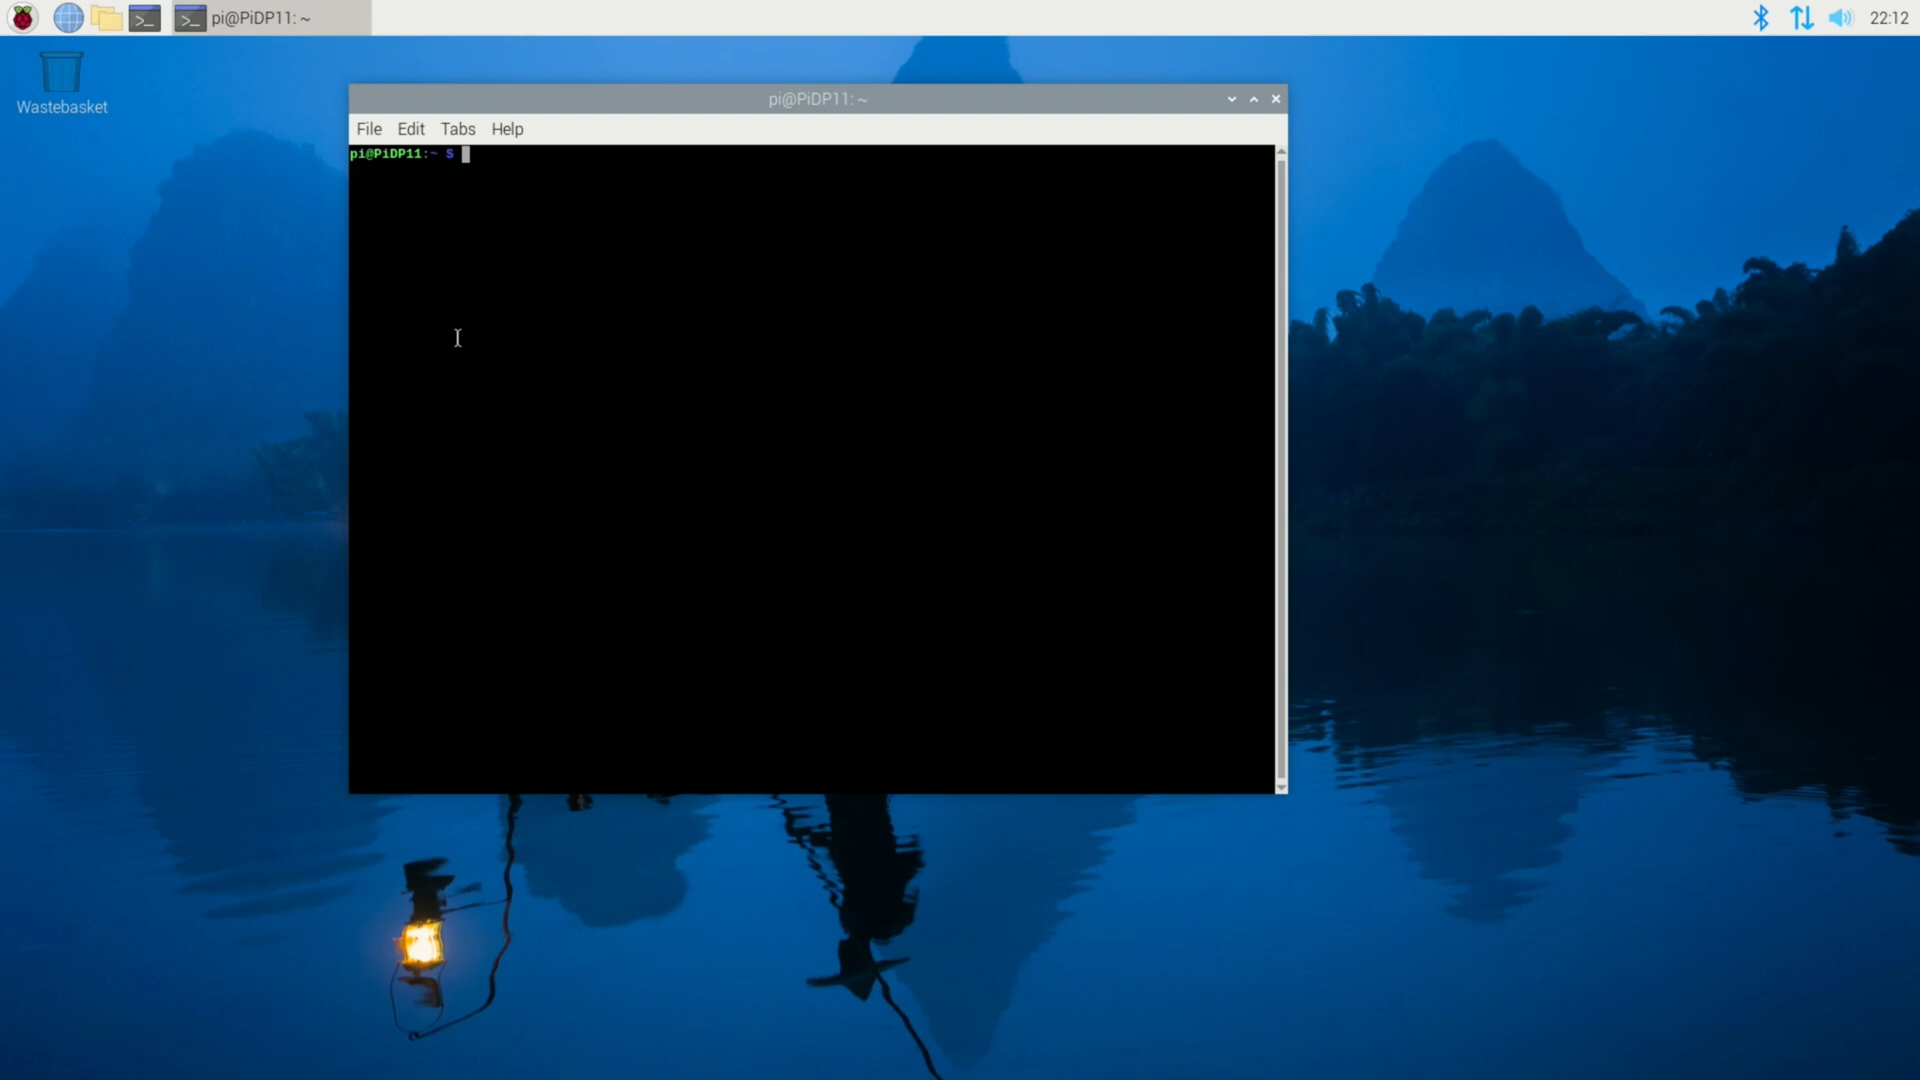 pi@PiDP11: ~
22:12
Wastebasket
pi@PiDP11: ~
File Edit Tabs Help
pi@PiDP11:~ $